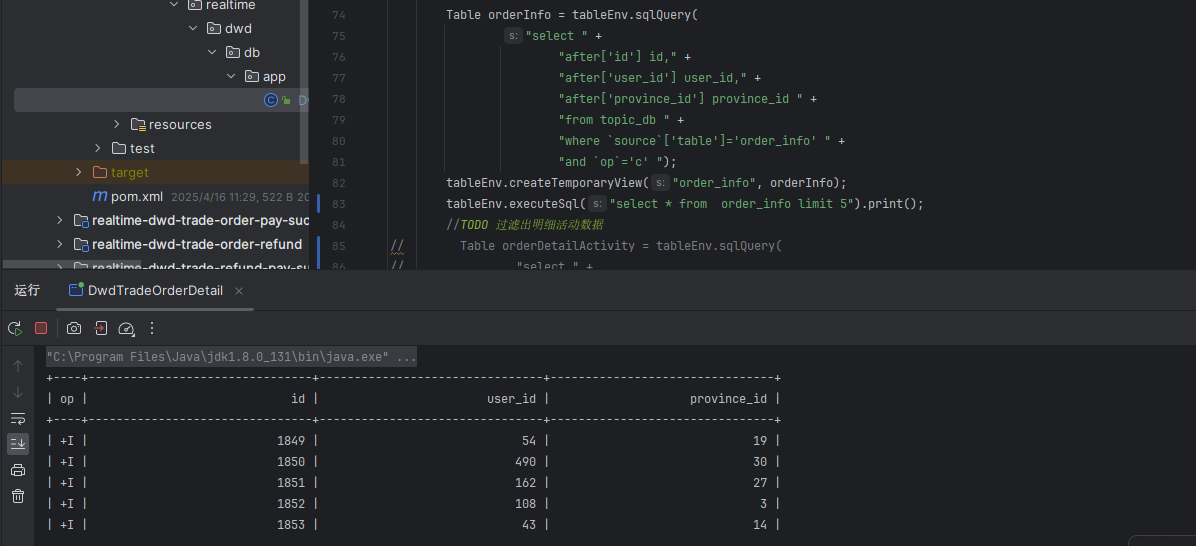 realtime
dwd
db
app
D
resources
test
target
pom.xml 2025/4/16 11:29, 522 B 20
realtime-dwd-trade-order-pay-suc
realtime-dwd-trade-order-refund
realtime-dwd-trade-refund-pay-su
74 Table orderInfo = tableEnv.sqlQuery(
75 s: "select " +
76 "after['id'] id," +
77 "after['user_id'] user_id," +
78 "after['province_id'] province_id " +
79 "from topic_db " +
80 "where `source`['table']='order_info' " +
81 "and `op`='c' ");
82 tableEnv.createTemporaryView( s: "order_info", orderInfo);
83 tableEnv.executeSql( s: "select * from  order_info limit 5").print();
84 //TODO 过滤出明细活动数据
85 // Table orderDetailActivity = tableEnv.sqlQuery(
86 // "select " +
运行 DwdTradeOrderDetail
"C:\Program Files\Java\jdk1.8.0_131\bin\java.exe" ...
+----+--------------------------------+--------------------------------+--------------------------------+
| op | id | user_id | province_id |
+----+--------------------------------+--------------------------------+--------------------------------+
| +I | 1849 | 54 | 19 |
| +I | 1850 | 490 | 30 |
| +I | 1851 | 162 | 27 |
| +I | 1852 | 108 | 3 |
| +I | 1853 | 43 | 14 |